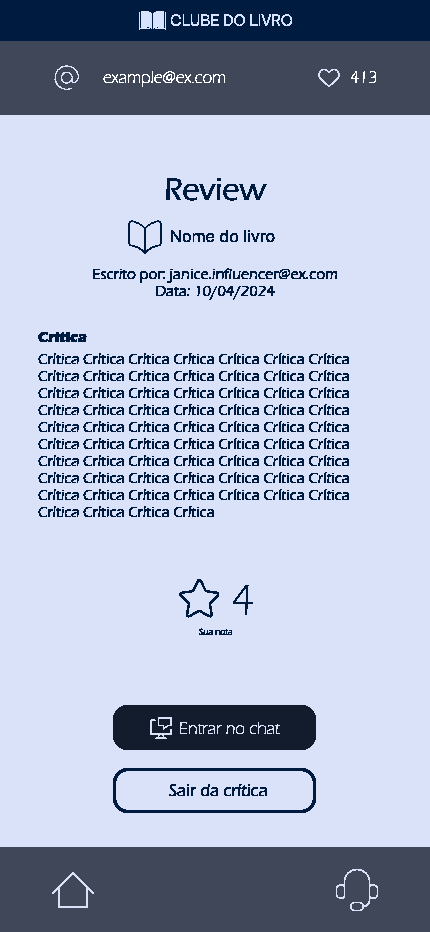 CLUBE DO LIVRO
example@ex.com
413
Review
Nome do livro
Escrito por: janice.influencer@ex.com
Data: 10/04/2024
Crítica
Crítica Crítica Crítica Crítica Crítica Crítica Crítica
Crítica Crítica Crítica Crítica Crítica Crítica Crítica
Crítica Crítica Crítica Crítica Crítica Crítica Crítica
Crítica Crítica Crítica Crítica Crítica Crítica Crítica
Crítica Crítica Crítica Crítica Crítica Crítica Crítica
Crítica Crítica Crítica Crítica Crítica Crítica Crítica
Crítica Crítica Crítica Crítica Crítica Crítica Crítica
Crítica Crítica Crítica Crítica Crítica Crítica Crítica
Crítica Crítica Crítica Crítica Crítica Crítica Crítica
Crítica Crítica Crítica Crítica
4
Sua nota
Entrar no chat
Sair da crítica